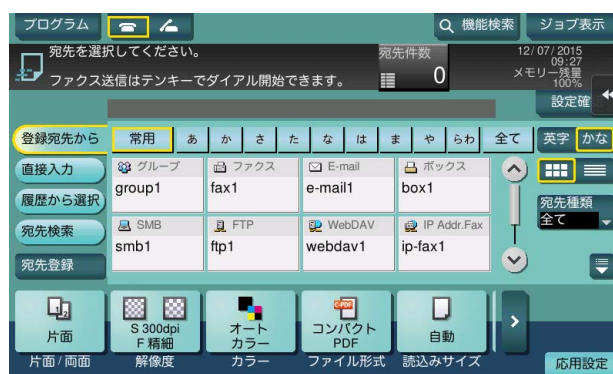 プログラム
機能検索
ジョブ表示
宛先を選択してください。
ファクス送信はテンキーでダイアル開始できます。
宛先件数
0
12/07/2015
09:27
メモリー残量
100%
設定確
登録宛先から
常用 あ か さ た な は ま や らわ 全て
英字 かな
直接入力
履歴から選択
宛先検索
宛先登録
グループ ファクス E-mail ボックス
group1 fax1 e-mail1 box1
SMB FTP WebDAV IP Addr.Fax
smb1 ftp1 webdav1 ip-fax1
宛先種類
全て
片面
S 300dpi
F 精細
オート
カラー
コンパクト
PDF
自動
片面/両面 解像度 カラー ファイル形式 読込みサイズ
応用設定